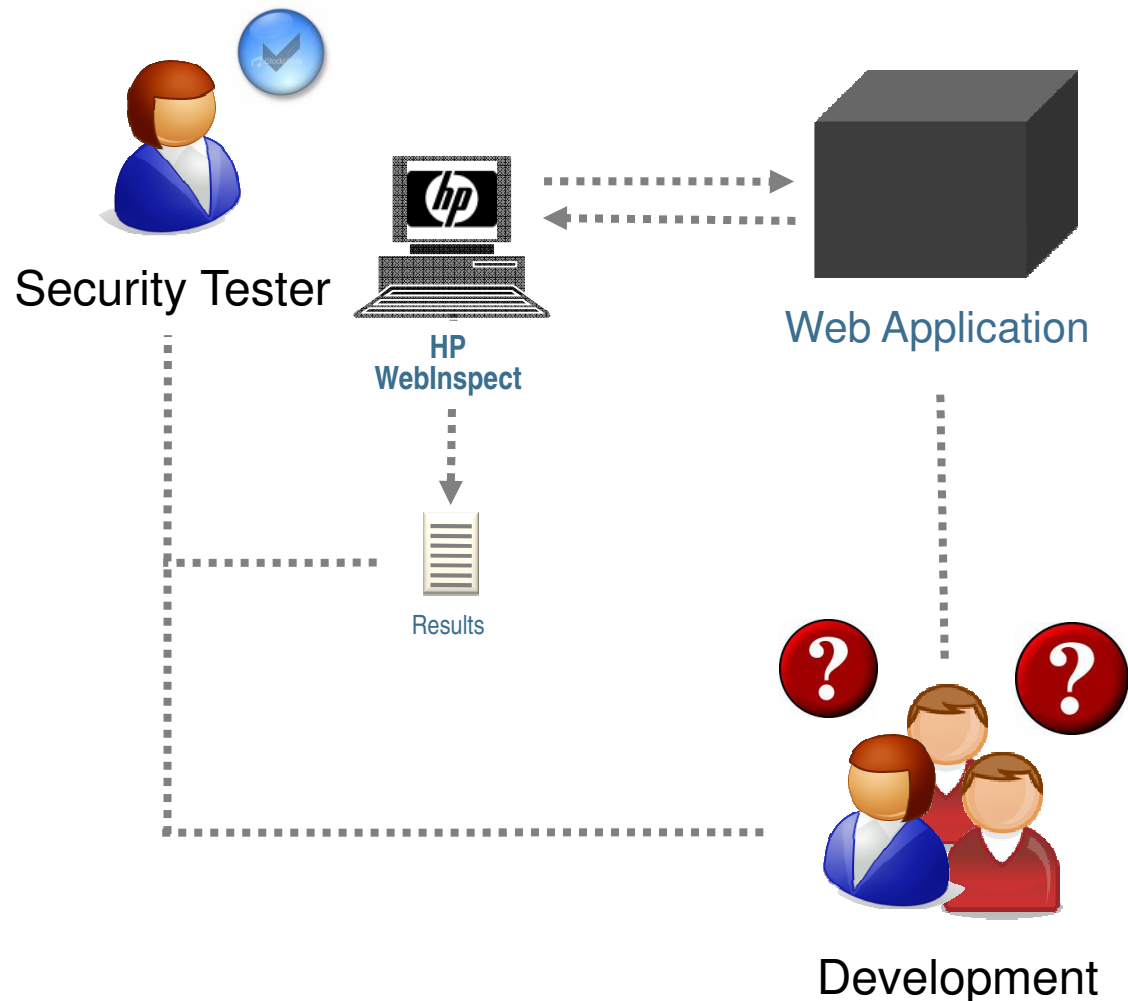 hp
Security Tester
HP
WebInspect
Web Application
Results
?
?
Development